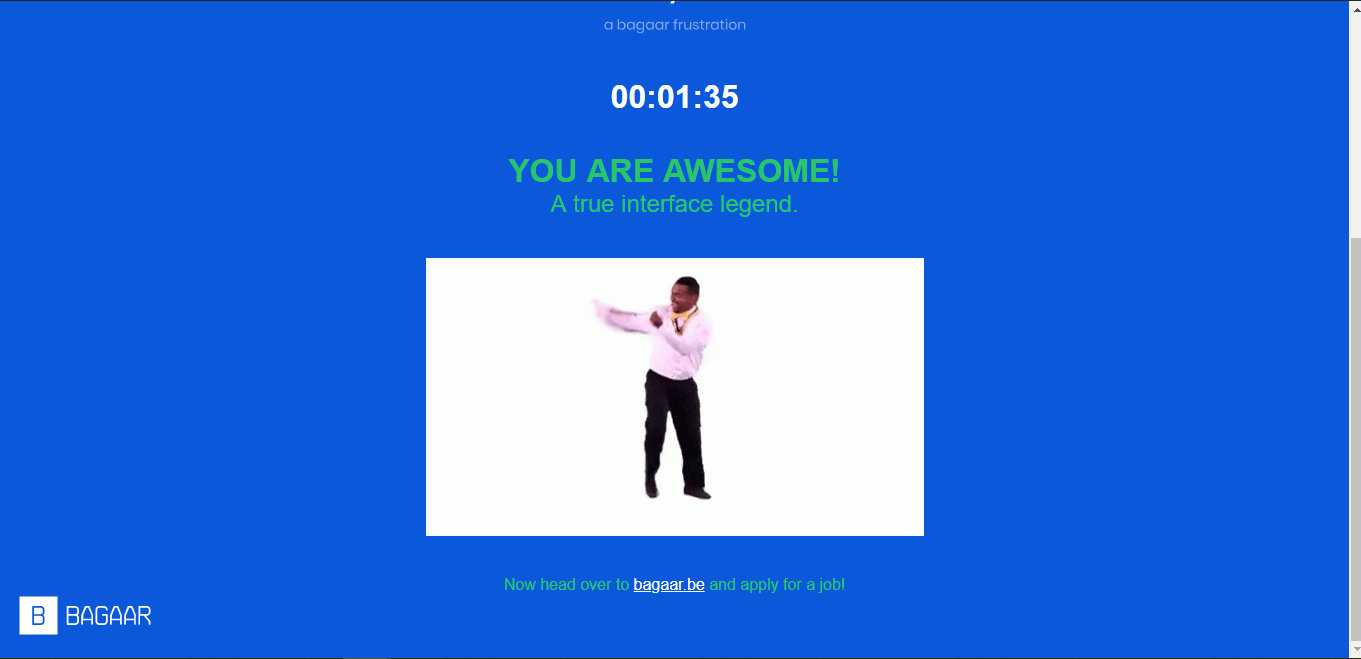 a bagaar frustration
00:01:35
YOU ARE AWESOME!
A true interface legend.
Now head over to bagaar.be and apply for a job!
B BAGAAR